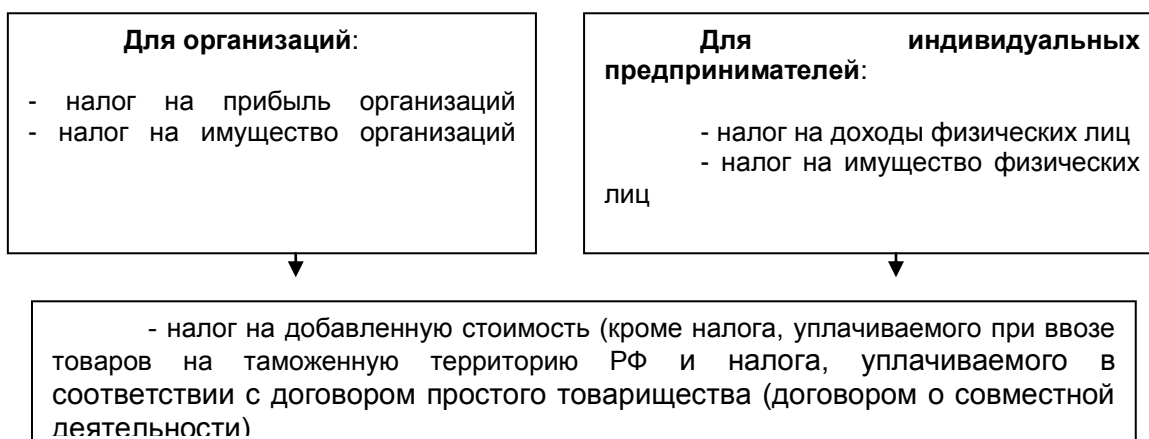 Для организаций:
- налог на прибыль организаций
- налог на имущество организаций
Для индивидуальных
предпринимателей:
- налог на доходы физических лиц
- налог на имущество физических
лиц
- налог на добавленную стоимость (кроме налога, уплачиваемого при ввозе
товаров на таможенную территорию РФ и налога, уплачиваемого в
соответствии с договором простого товарищества (договором о совместной
деятельности)